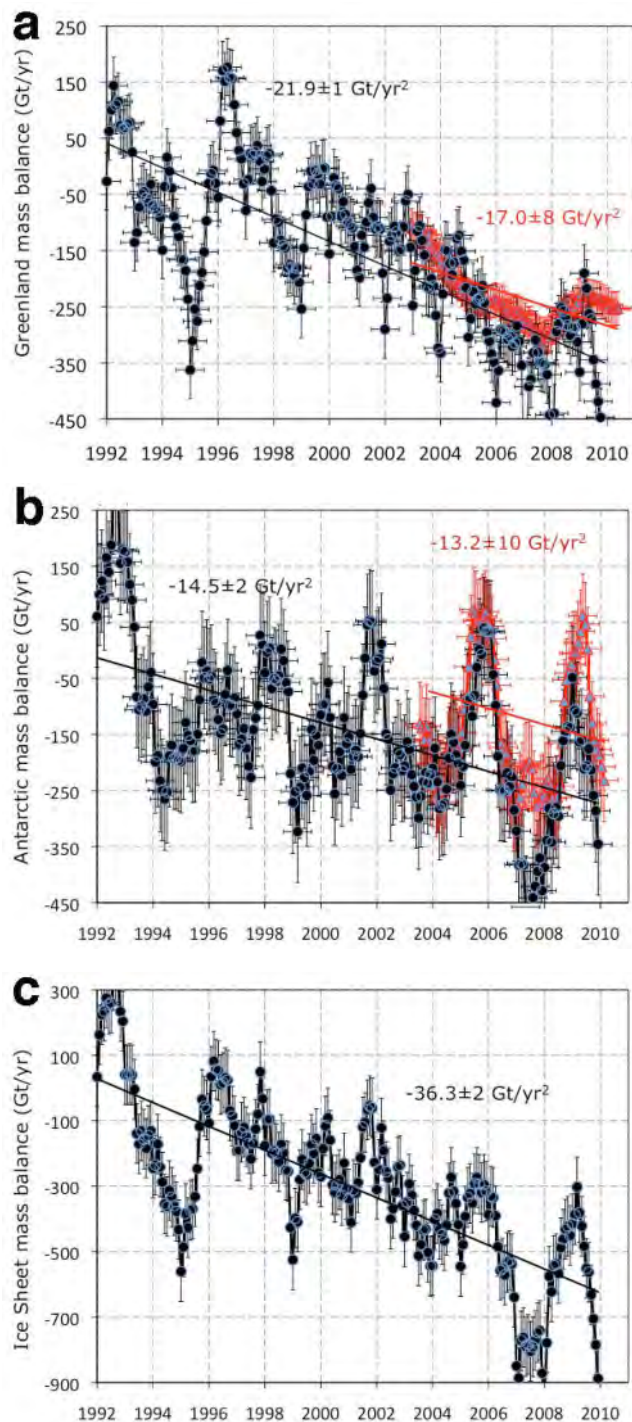 a
Greenland mass balance (Gt/yr)
250
150
50
-50
-150
-250
-350
-450
-21.9±1 Gt/yr²
-17.0±8 Gt/yr²
1992 1994 1996 1998 2000 2002 2004 2006 2008 2010
b
Antarctic mass balance (Gt/yr)
250
150
50
-50
-150
-250
-350
-450
-13.2±10 Gt/yr²
-14.5±2 Gt/yr²
1992 1994 1996 1998 2000 2002 2004 2006 2008 2010
c
Ice Sheet mass balance (Gt/yr)
300
100
-100
-300
-500
-700
-900
-36.3±2 Gt/yr²
1992 1994 1996 1998 2000 2002 2004 2006 2008 2010